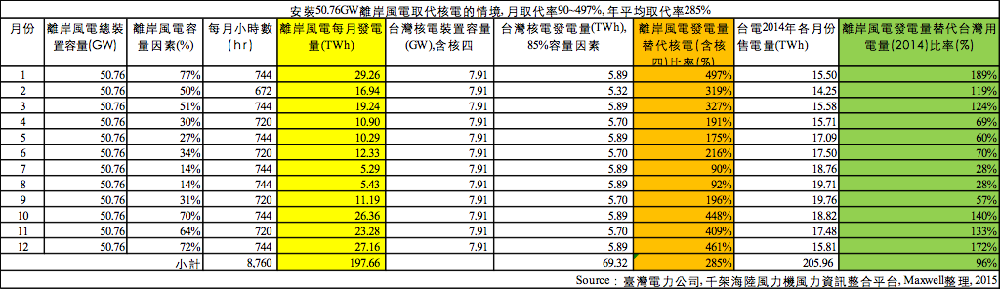 安裝50.76GW離岸風電取代核電的情境, 月取代率90~497%, 年平均取代率285%
月份 離岸風電總裝置容量(GW) 離岸風電容量因素(%) 每月小時數(hr) 離岸風電每月發電量(TWh) 台灣核電裝置容量(GW),含核四 台灣核電發電量(TWh), 85%容量因素 離岸風電發電量替代核電(含核四)比率(%) 台電2014年各月份售電量(TWh) 離岸風電發電量替代台灣用電量(2014)比率(%)
1 50.76 77% 744 29.26 7.91 5.89 497% 15.50 189%
2 50.76 50% 672 16.94 7.91 5.32 319% 14.25 119%
3 50.76 51% 744 19.24 7.91 5.89 327% 15.58 124%
4 50.76 30% 720 10.90 7.91 5.70 191% 15.71 69%
5 50.76 27% 744 10.29 7.91 5.89 175% 17.09 60%
6 50.76 34% 720 12.33 7.91 5.70 216% 17.50 70%
7 50.76 14% 744 5.29 7.91 5.89 90% 18.76 28%
8 50.76 14% 744 5.43 7.91 5.89 92% 19.71 28%
9 50.76 31% 720 11.19 7.91 5.70 196% 19.76 57%
10 50.76 70% 744 26.36 7.91 5.89 448% 18.82 140%
11 50.76 64% 720 23.28 7.91 5.70 409% 17.48 133%
12 50.76 72% 744 27.16 7.91 5.89 461% 15.81 172%
小計 8,760 197.66 69.32 285% 205.96 96%
Source：臺灣電力公司, 千架海陸風力機風力資訊整合平台, Maxwell整理, 2015